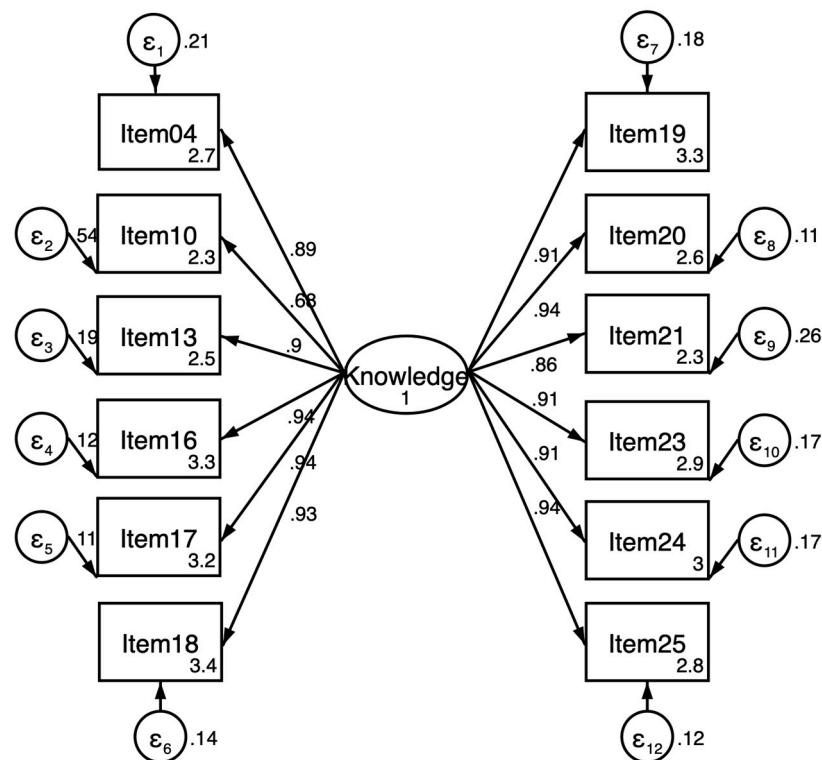 ε1 .21
Item04
2.7
ε2 .54
Item10
2.3
ε3 .19
Item13
2.5
ε4 .12
Item16
3.3
ε5 .11
Item17
3.2
Item18
3.4
ε6 .14
.89
.68
.9
.94
.94
.93
Knowledge
1
.91
.94
.86
.91
.91
.94
ε7 .18
Item19
3.3
Item20
2.6
ε8 .11
Item21
2.3
ε9 .26
Item23
2.9
ε10 .17
Item24
3
ε11 .17
Item25
2.8
ε12 .12